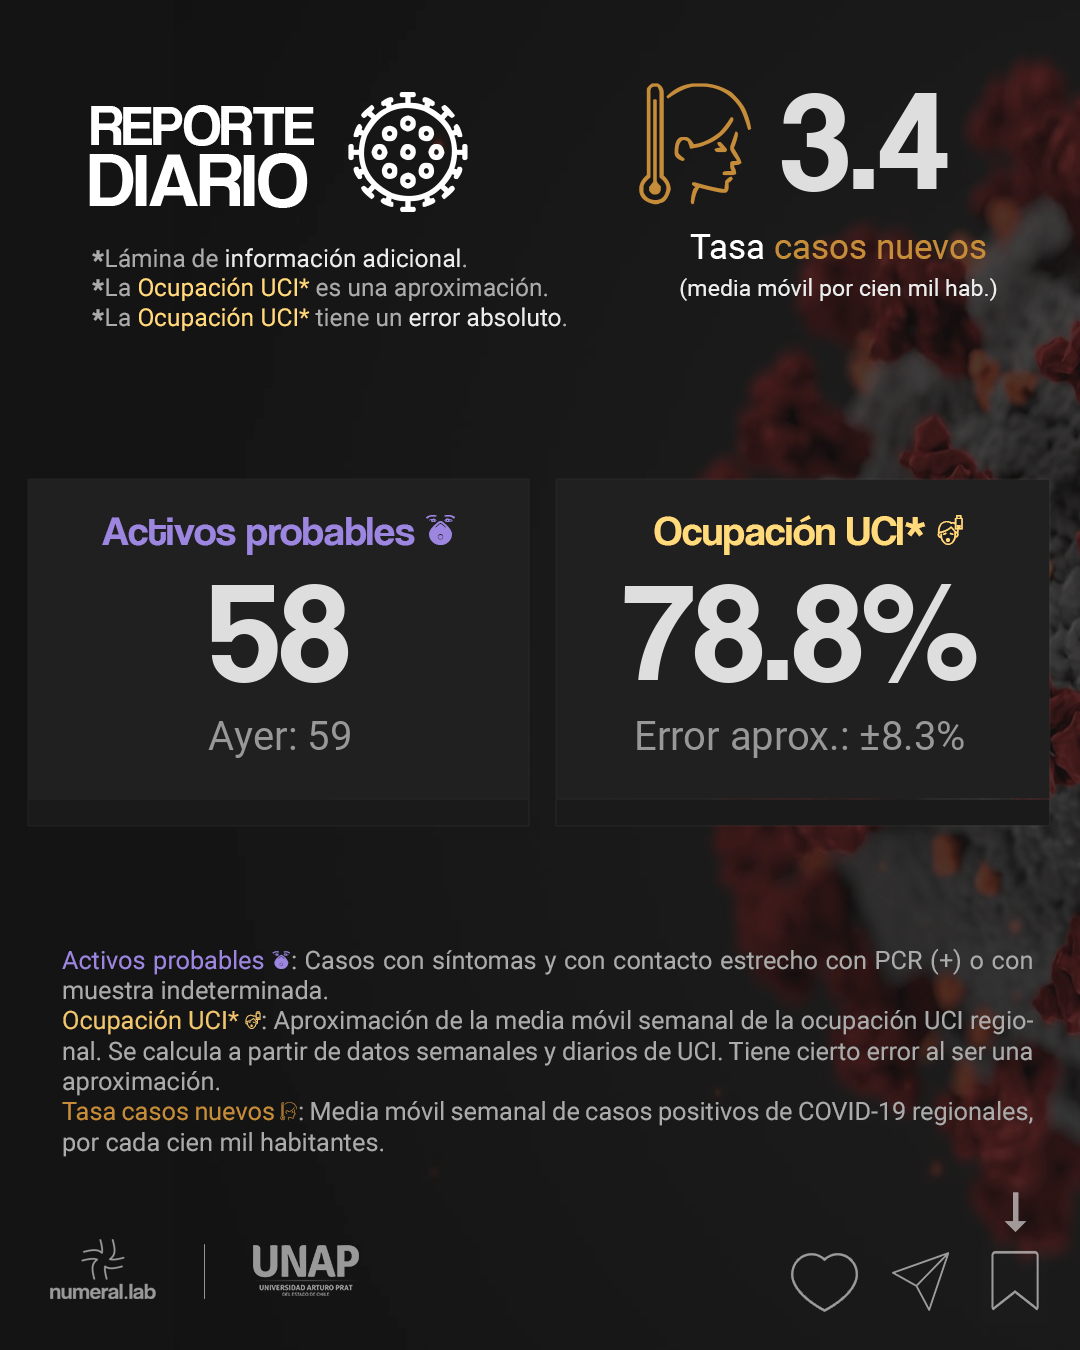 REPORTE
DIARIO
*Lámina de información adicional.
*La Ocupación UCI* es una aproximación.
*La Ocupación UCI* tiene un error absoluto.
3.4
Tasa casos nuevos
(media móvil por cien mil hab.)
Activos probables
58
Ayer: 59
Ocupación UCI*
78.8%
Error aprox.: ±8.3%
Activos probables : Casos con síntomas y con contacto estrecho con PCR (+) o con
muestra indeterminada.
Ocupación UCI* : Aproximación de la media móvil semanal de la ocupación UCI regio-
nal. Se calcula a partir de datos semanales y diarios de UCI. Tiene cierto error al ser una
aproximación.
Tasa casos nuevos : Media móvil semanal de casos positivos de COVID-19 regionales,
por cada cien mil habitantes.
numeral.lab
UNAP
UNIVERSIDAD ARTURO PRAT
DEL ESTADO DE CHILE